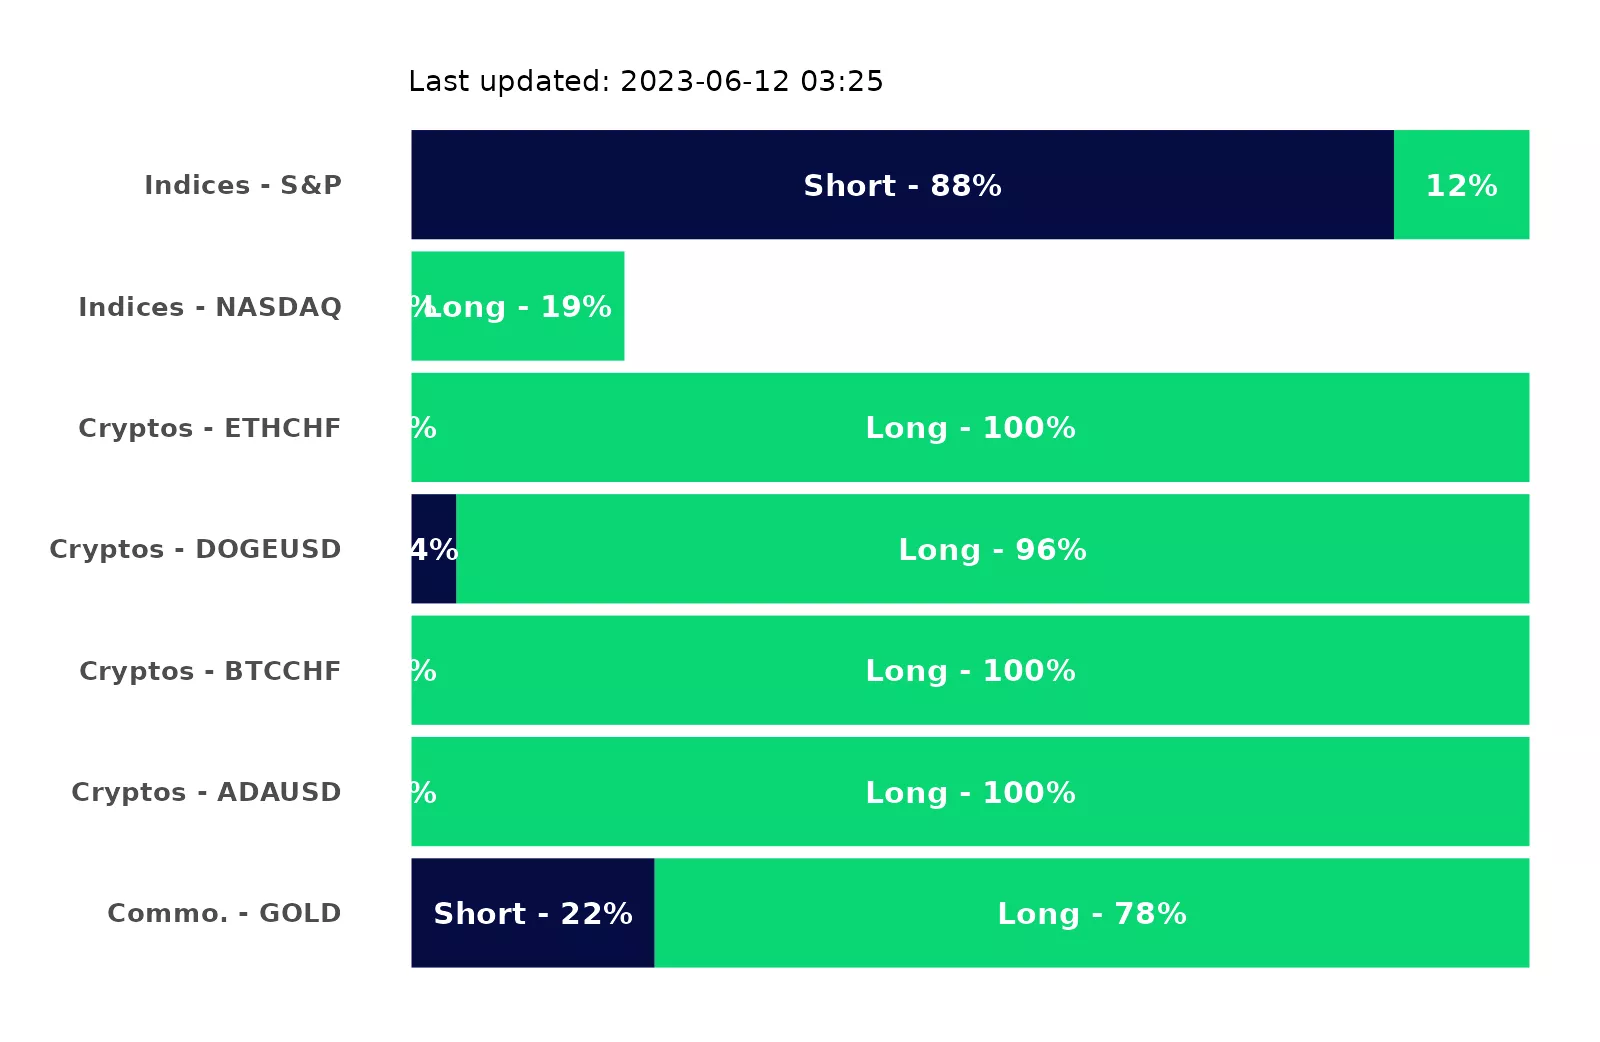 Last updated: 2023-06-12 03:25
Indices - S&P Short - 88% 12%
Indices - NASDAQ % Long - 19%
Cryptos - ETHCHF % Long - 100%
Cryptos - DOGEUSD 4% Long - 96%
Cryptos - BTCCHF % Long - 100%
Cryptos - ADAUSD % Long - 100%
Commo. - GOLD Short - 22% Long - 78%